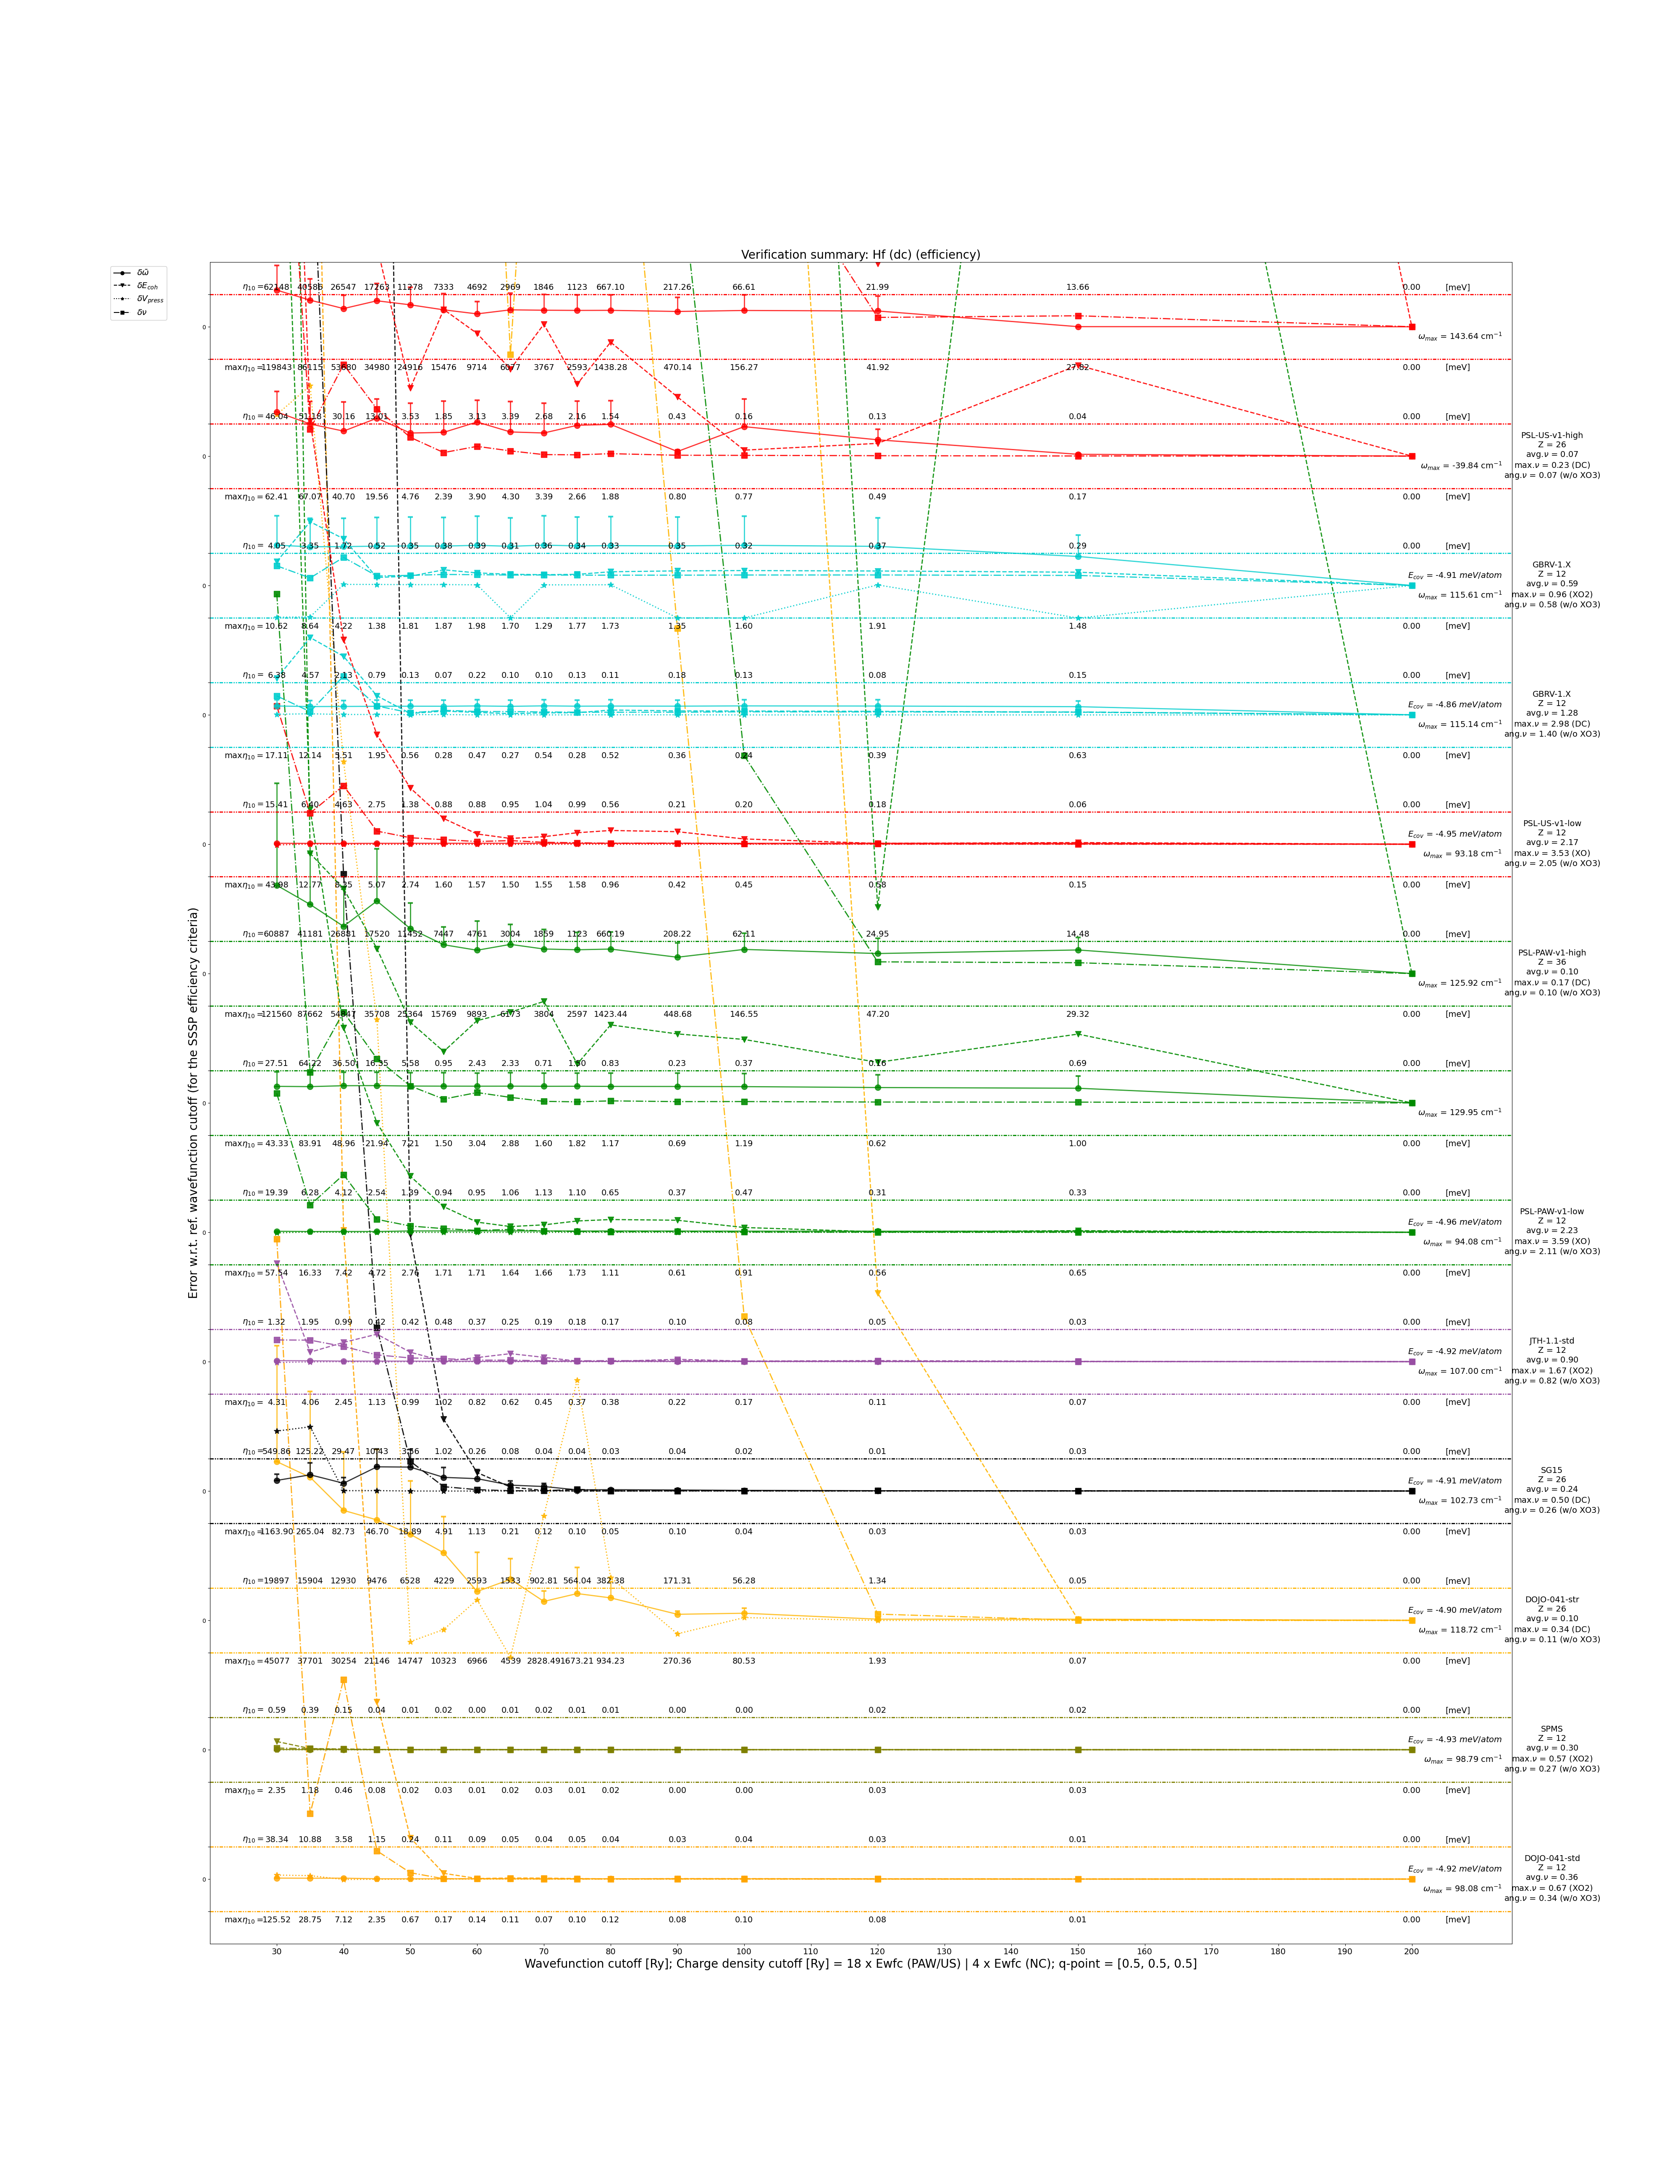 Verification summary: Hf (dc) (efficiency)
δω̄
δE_coh
δV_press
δν
Error w.r.t. ref. wavefunction cutoff (for the SSSP efficiency criteria)
η₁₀ = 62148 40586 26547 17263 11278 7333 4692 2969 1846 1123 667.10 217.26 66.61 21.99 13.66 0.00 [meV]
0
ω_max = 143.64 cm⁻¹
maxη₁₀ = 119843 86115 34980 24916 15476 9714 3767 2593 1438.28 470.14 156.27 41.92 27.82 0.00 [meV]
η₁₀ = 46.04 51.18 30.16 13.01 3.53 1.85 3.13 3.39 2.68 2.16 1.54 0.43 0.16 0.13 0.04 0.00 [meV]
0
ω_max = -39.84 cm⁻¹
PSL-US-v1-high
Z = 26
avg.ν = 0.07
max.ν = 0.23 (DC)
ang.ν = 0.07 (w/o XO3)
maxη₁₀ = 62.41 67.07 40.70 19.56 4.76 2.39 3.90 4.30 3.39 2.66 1.88 0.80 0.77 0.49 0.17 0.00 [meV]
η₁₀ = 4.05 3.35 1.72 0.52 0.35 0.38 0.39 0.31 0.36 0.34 0.33 0.35 0.32 0.37 0.29 0.00 [meV]
0
E_cov = -4.91 meV/atom
ω_max = 115.61 cm⁻¹
GBRV-1.X
Z = 12
avg.ν = 0.59
max.ν = 0.96 (XO2)
ang.ν = 0.58 (w/o XO3)
maxη₁₀ = 10.62 8.64 4.22 1.38 1.81 1.87 1.98 1.70 1.29 1.77 1.73 1.35 1.60 1.91 1.48 0.00 [meV]
η₁₀ = 6.38 4.57 2.13 0.79 0.13 0.07 0.22 0.10 0.10 0.13 0.11 0.18 0.13 0.08 0.15 0.00 [meV]
0
E_cov = -4.86 meV/atom
ω_max = 115.14 cm⁻¹
GBRV-1.X
Z = 12
avg.ν = 1.28
max.ν = 2.98 (DC)
ang.ν = 1.40 (w/o XO3)
maxη₁₀ = 17.11 12.14 5.51 1.95 0.56 0.28 0.47 0.27 0.54 0.28 0.52 0.36 0.24 0.39 0.63 0.00 [meV]
η₁₀ = 15.41 6.40 4.63 2.75 1.38 0.88 0.88 0.95 1.04 0.99 0.56 0.21 0.20 0.18 0.06 0.00 [meV]
0
E_cov = -4.95 meV/atom
ω_max = 93.18 cm⁻¹
PSL-US-v1-low
Z = 12
avg.ν = 2.17
max.ν = 3.53 (XO)
ang.ν = 2.05 (w/o XO3)
maxη₁₀ = 43.98 12.77 8.35 5.07 2.74 1.60 1.57 1.50 1.55 1.58 0.96 0.42 0.45 0.68 0.15 0.00 [meV]
η₁₀ = 60887 41181 26881 17520 11452 7447 4761 3004 1859 1123 660.19 208.22 62.11 24.95 14.48 0.00 [meV]
0
ω_max = 125.92 cm⁻¹
PSL-PAW-v1-high
Z = 36
avg.ν = 0.10
max.ν = 0.17 (DC)
ang.ν = 0.10 (w/o XO3)
maxη₁₀ = 121560 87662 35708 25364 15769 9893 6173 3804 2597 1423.44 448.68 146.55 47.20 29.32 0.00 [meV]
η₁₀ = 27.51 64.22 36.50 16.35 5.58 0.95 2.43 2.33 0.71 0.83 0.23 0.37 0.16 0.69 0.00 [meV]
0
ω_max = 129.95 cm⁻¹
maxη₁₀ = 43.33 83.91 48.96 21.94 7.21 1.50 3.04 2.88 1.60 1.82 1.17 0.69 1.19 0.62 1.00 0.00 [meV]
η₁₀ = 19.39 6.28 4.12 2.54 1.39 0.94 0.95 1.06 1.13 1.10 0.65 0.37 0.47 0.31 0.33 0.00 [meV]
0
E_cov = -4.96 meV/atom
ω_max = 94.08 cm⁻¹
PSL-PAW-v1-low
Z = 12
avg.ν = 2.23
max.ν = 3.59 (XO)
ang.ν = 2.11 (w/o XO3)
maxη₁₀ = 57.54 16.33 7.42 4.72 2.76 1.71 1.71 1.64 1.66 1.73 1.11 0.61 0.91 0.56 0.65 0.00 [meV]
η₁₀ = 1.32 1.95 0.99 0.42 0.42 0.48 0.37 0.25 0.19 0.18 0.17 0.10 0.08 0.05 0.03 0.00 [meV]
0
E_cov = -4.92 meV/atom
ω_max = 107.00 cm⁻¹
JTH-1.1-std
Z = 12
avg.ν = 0.90
max.ν = 1.67 (XO2)
ang.ν = 0.82 (w/o XO3)
maxη₁₀ = 4.31 4.06 2.45 1.13 0.99 1.02 0.82 0.62 0.45 0.37 0.38 0.22 0.17 0.11 0.07 0.00 [meV]
η₁₀ = 549.86 125.22 29.47 10.43 3.56 1.02 0.26 0.08 0.04 0.04 0.03 0.04 0.02 0.01 0.03 0.00 [meV]
0
E_cov = -4.91 meV/atom
ω_max = 102.73 cm⁻¹
SG15
Z = 26
avg.ν = 0.24
max.ν = 0.50 (DC)
ang.ν = 0.26 (w/o XO3)
maxη₁₀ = 1163.90 265.04 82.73 46.70 18.89 4.91 1.13 0.21 0.12 0.10 0.05 0.10 0.04 0.03 0.03 0.00 [meV]
η₁₀ = 19897 15904 12930 9476 6528 4229 2593 1533 902.81 564.04 382.38 171.31 56.28 1.34 0.05 0.00 [meV]
0
E_cov = -4.90 meV/atom
ω_max = 118.72 cm⁻¹
DOJO-041-str
Z = 26
avg.ν = 0.10
max.ν = 0.34 (DC)
ang.ν = 0.11 (w/o XO3)
maxη₁₀ = 45077 37701 30254 21146 14747 10323 6966 4539 2828.49 1673.21 934.23 270.36 80.53 1.93 0.07 0.00 [meV]
η₁₀ = 0.59 0.39 0.15 0.04 0.01 0.02 0.00 0.01 0.02 0.01 0.01 0.00 0.00 0.02 0.02 0.00 [meV]
0
E_cov = -4.93 meV/atom
ω_max = 98.79 cm⁻¹
SPMS
Z = 12
avg.ν = 0.30
max.ν = 0.57 (XO2)
ang.ν = 0.27 (w/o XO3)
maxη₁₀ = 2.35 1.18 0.46 0.08 0.02 0.03 0.01 0.02 0.03 0.01 0.02 0.00 0.00 0.03 0.03 0.00 [meV]
η₁₀ = 38.34 10.88 3.58 1.15 0.24 0.11 0.09 0.05 0.04 0.05 0.04 0.03 0.04 0.03 0.01 0.00 [meV]
0
E_cov = -4.92 meV/atom
ω_max = 98.08 cm⁻¹
DOJO-041-std
Z = 12
avg.ν = 0.36
max.ν = 0.67 (XO2)
ang.ν = 0.34 (w/o XO3)
maxη₁₀ = 125.52 28.75 7.12 2.35 0.67 0.17 0.14 0.11 0.07 0.10 0.12 0.08 0.10 0.08 0.01 0.00 [meV]
30 40 50 60 70 80 90 100 110 120 130 140 150 160 170 180 190 200
Wavefunction cutoff [Ry]; Charge density cutoff [Ry] = 18 x Ewfc (PAW/US) | 4 x Ewfc (NC); q-point = [0.5, 0.5, 0.5]